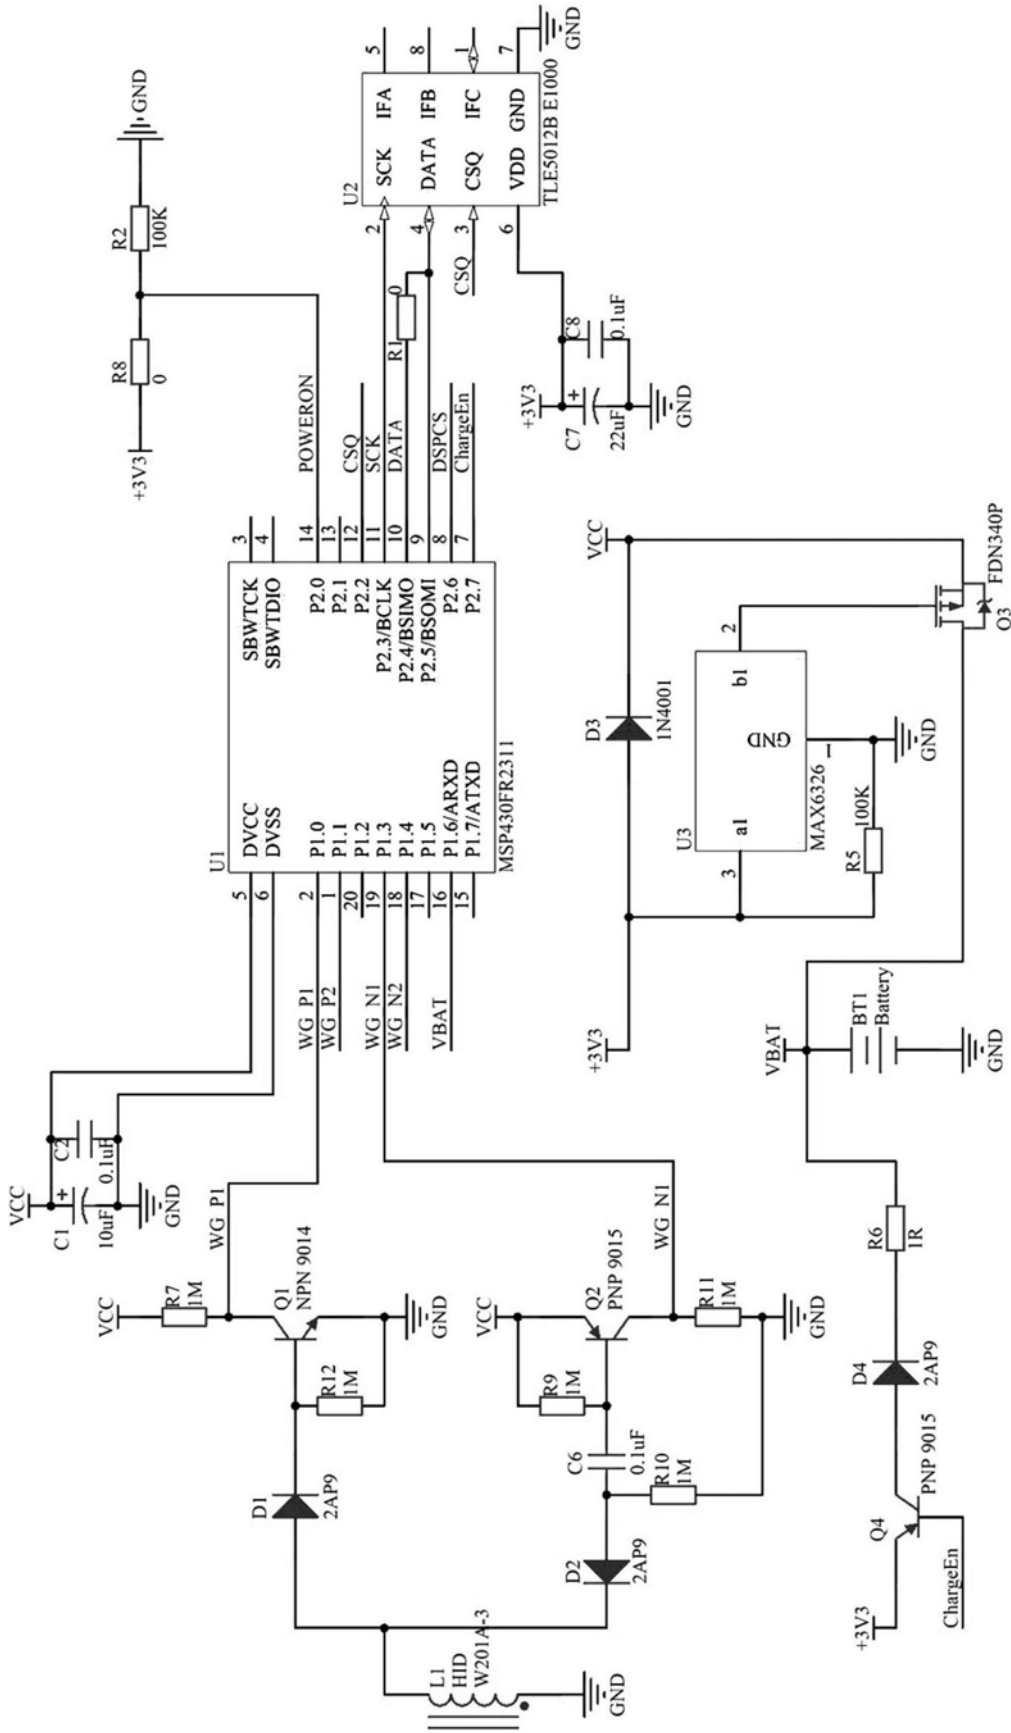 VCC
C1
10uF
C2
0.1uF
GND
VCC
R7
1M
WG P1
Q1
NPN 9014
R12
1M
GND
D1
2AP9
L1
HID
W201A-3
GND
D2
2AP9
C6
0.1uF
R10
1M
VCC
R9
1M
Q2
PNP 9015
WG N1
R11
1M
GND
U1
5
DVCC
6
DVSS
WG P1
2
P1.0
WG P2
1
P1.1
20
P1.2
WG N1
19
P1.3
WG N2
18
P1.4
17
P1.5
VBAT
16
P1.6/ARXD
15
P1.7/ATXD
SBWTCK
3
SBWTDIO
4
P2.0
14
POWERON
P2.1
13
P2.2
12
CSQ
P2.3/BCLK
11
SCK
P2.4/BSIMO
10
DATA
P2.5/BSOMI
9
P2.6
8
DSPCS
P2.7
7
ChargeEn
MSP430FR2311
+3V3
R8
0
R2
100K
GND
R1
0
U2
2
SCK
IFA
5
4
DATA
IFB
8
CSQ
3
CSQ
IFC
1
6
VDD
GND
7
TLE5012B E1000
GND
+3V3
C7
22uF
C8
0.1uF
GND
+3V3
D3
1N4001
VCC
U3
3
a1
b1
2
GND
1
MAX6326
R5
100K
GND
FDN340P
O3
VBAT
BT1
Battery
GND
+3V3
Q4
PNP 9015
ChargeEn
D4
2AP9
R6
1R